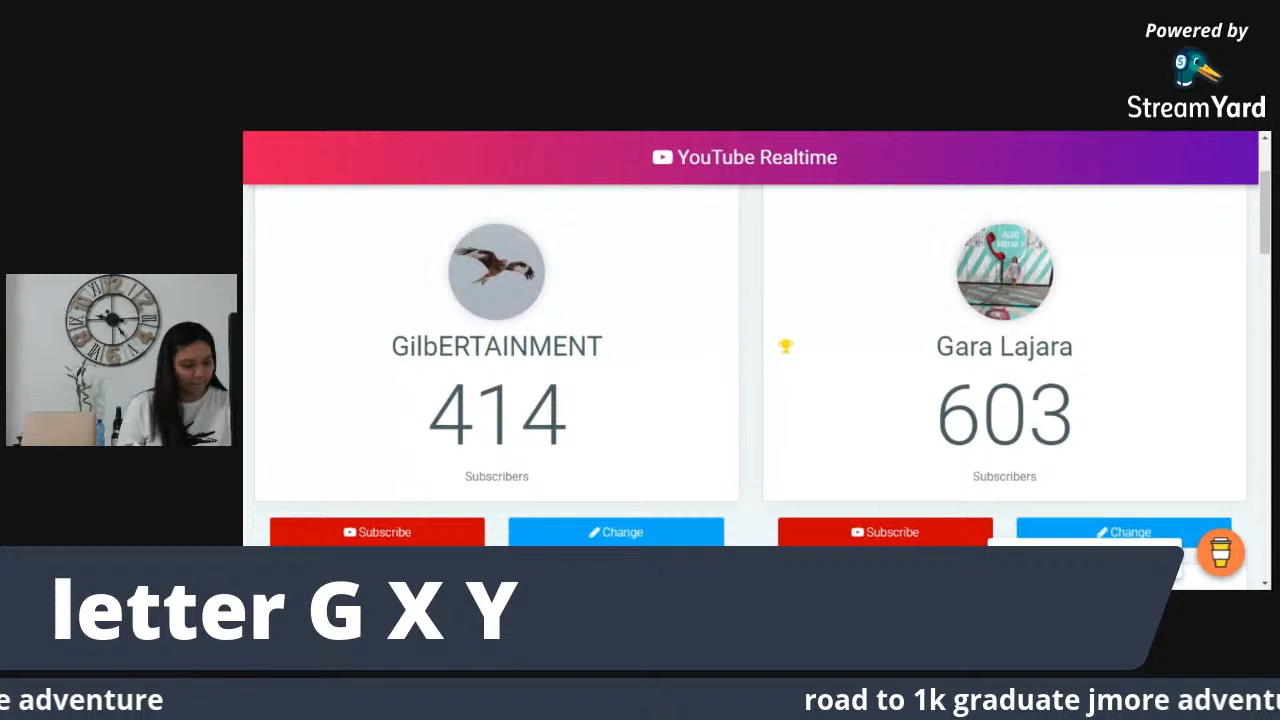 Powered by
StreamYard
YouTube Realtime
GilbERTAINMENT
414
Subscribers
Subscribe
Change
Gara Lajara
603
Subscribers
Subscribe
Change
letter G X Y
e adventure
road to 1k graduate jmore advent